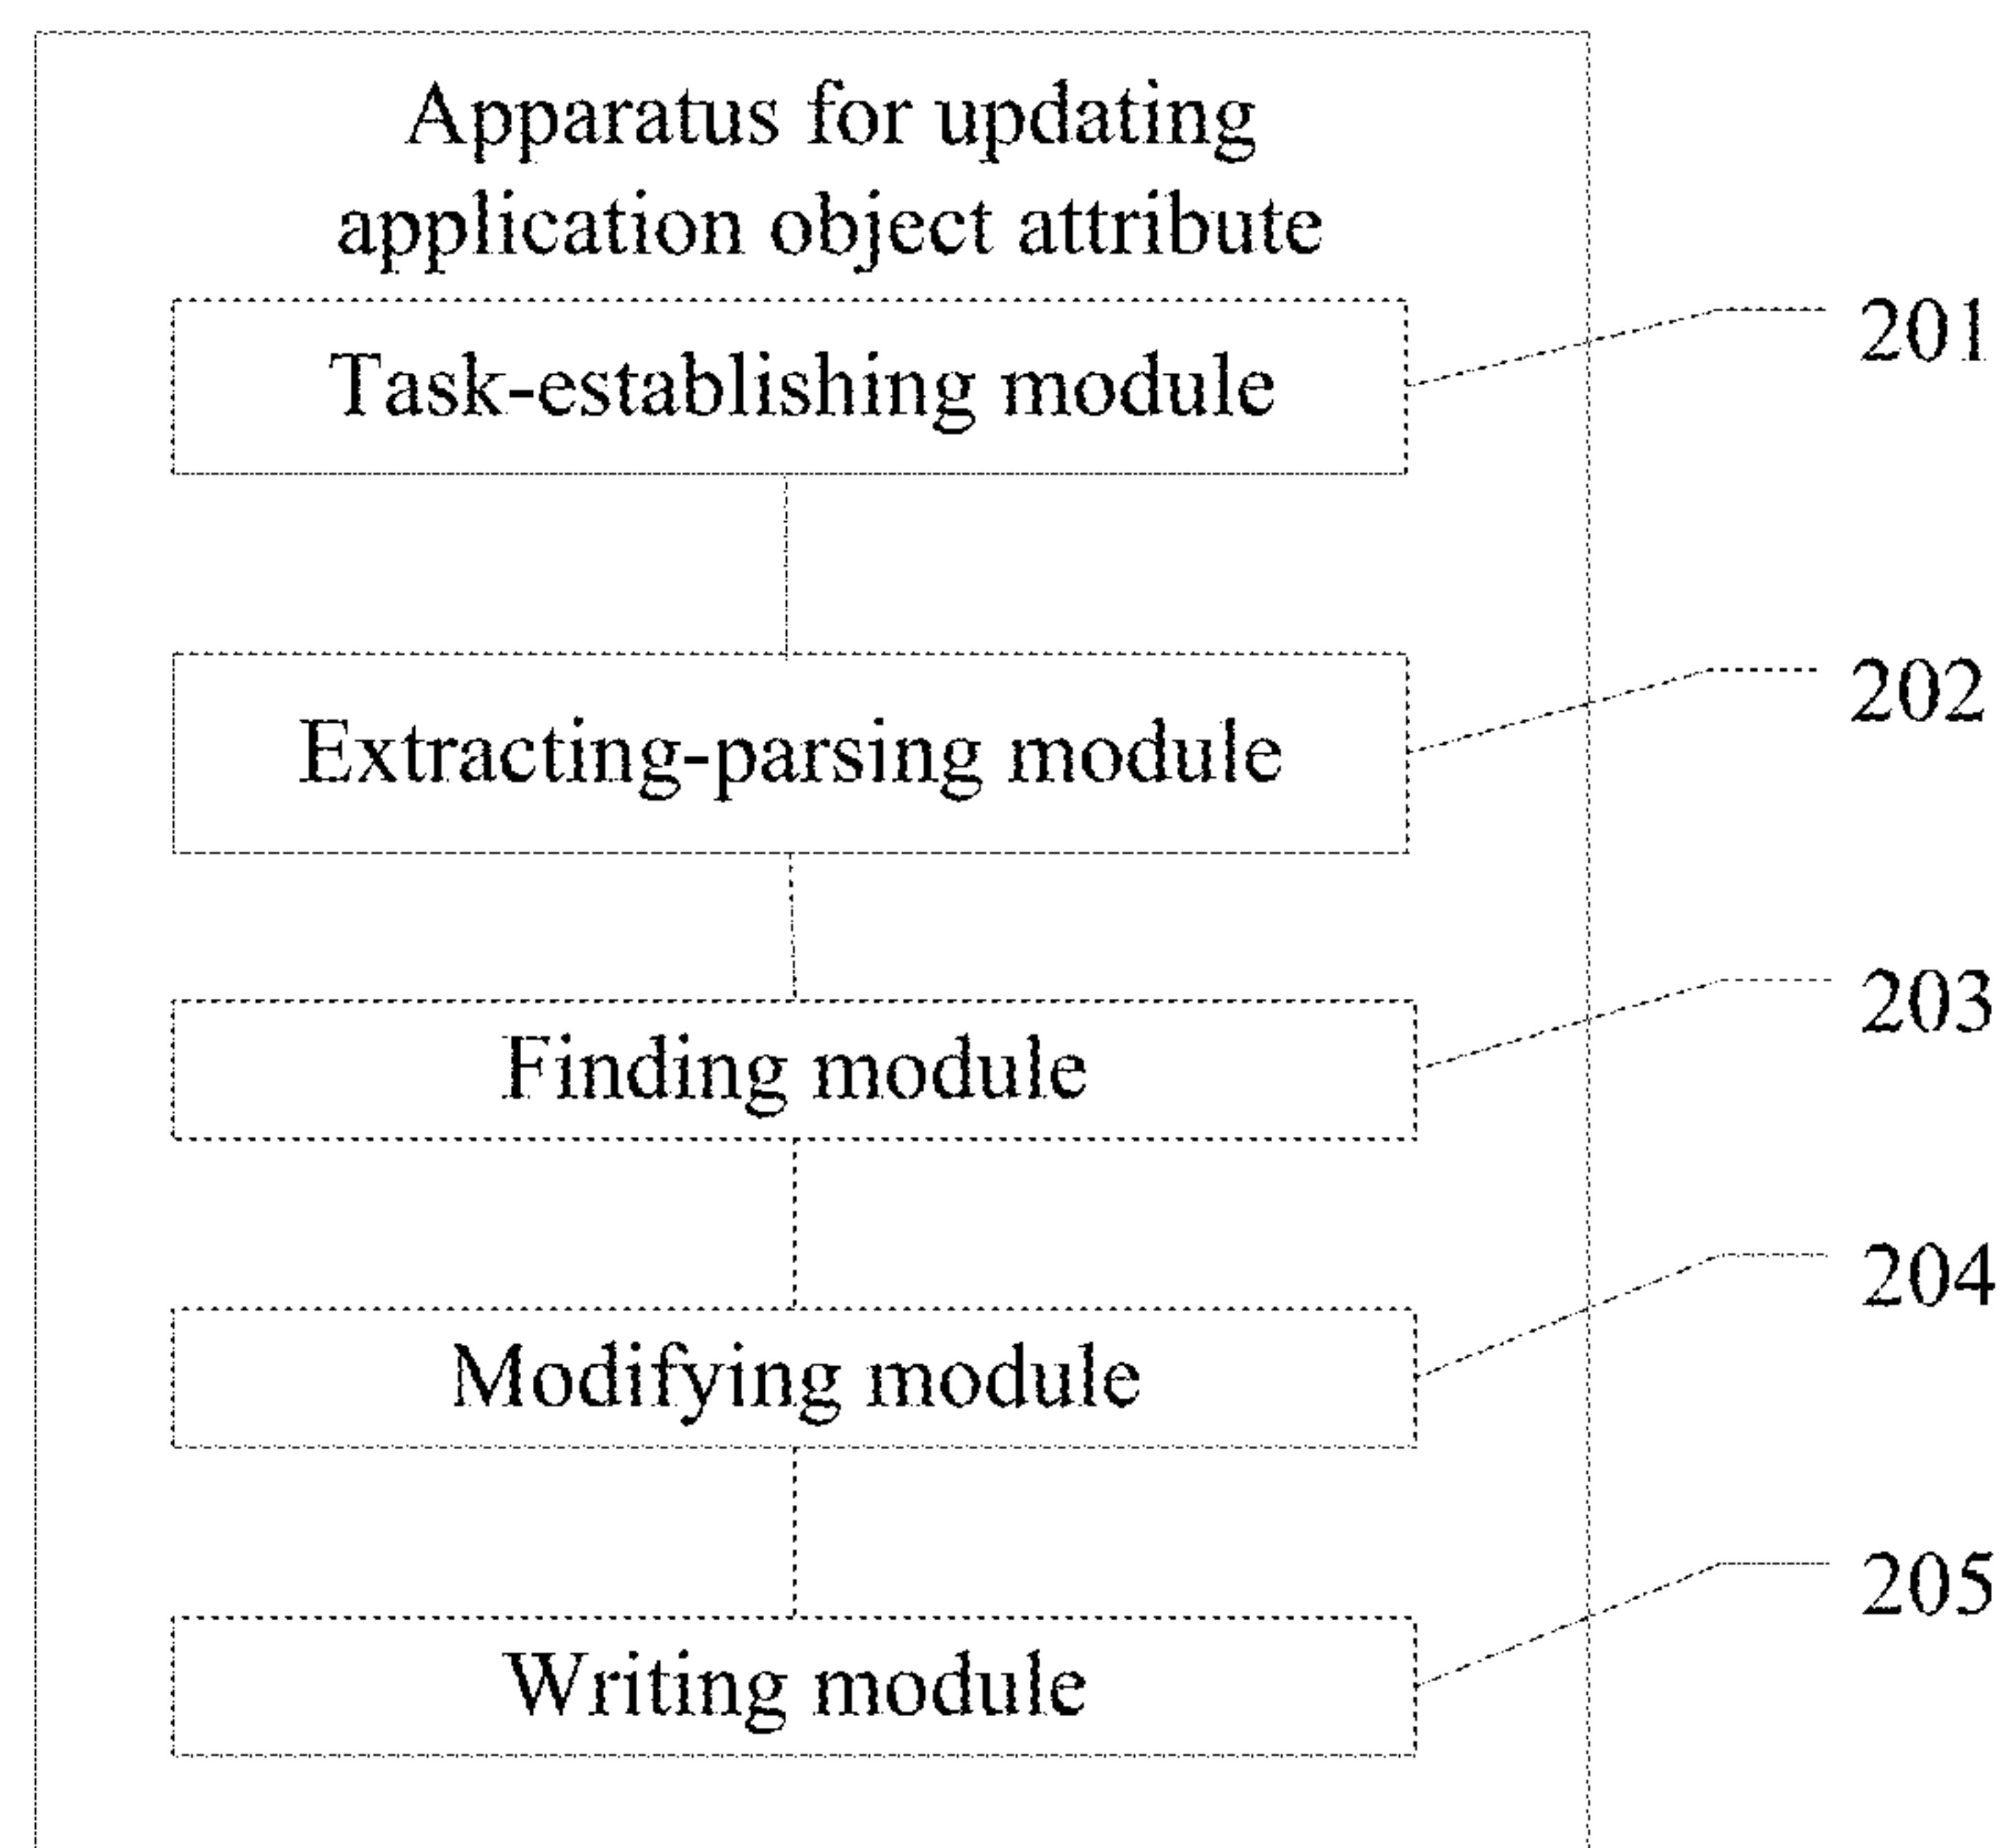 Apparatus for updating
application object attribute
Task-establishing module
201
Extracting-parsing module
202
Finding module
203
Modifying module
204
Writing module
205